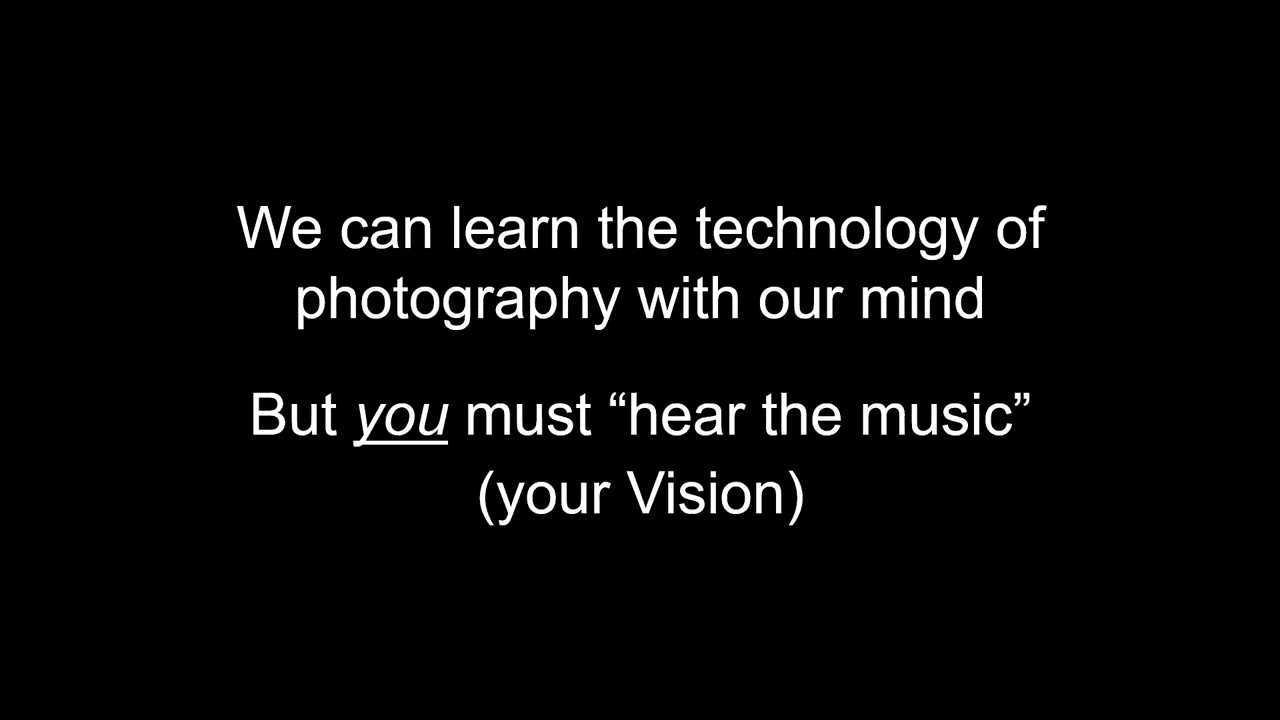 We can learn the technology of
photography with our mind
But you must “hear the music”
(your Vision)